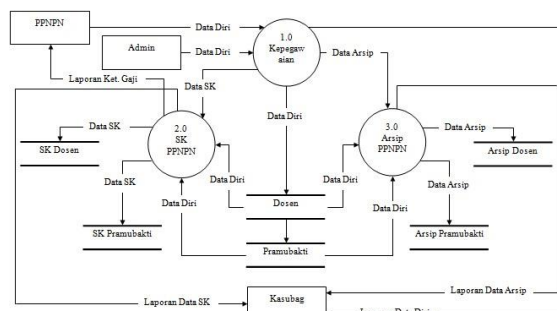 PPNPN
Data Diri
1.0
Kepegaw
aian
Admin
Data Diri
Data Arsip
Laporan Ket. Gaji
Data SK
Data Diri
Data SK
2.0
SK
PPNPN
3.0
Arsip
PPNPN
Data Arsip
SK Dosen
Arsip Dosen
Data SK
Data Diri
Data Diri
Data Arsip
Dosen
Data Diri
Data Diri
SK Pramubakti
Pramubakti
Arsip Pramubakti
Laporan Data SK
Kasubag
Laporan Data Arsip
Laporan Data Diri